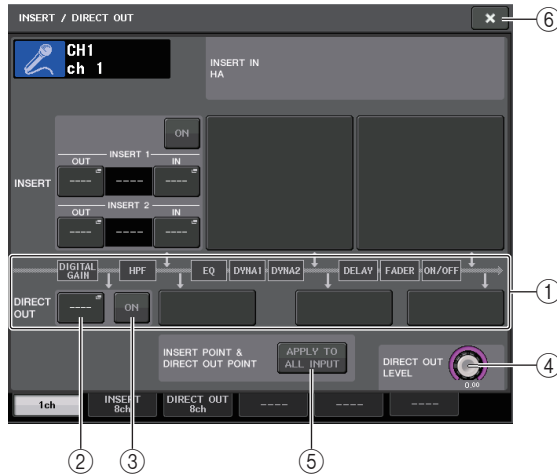 INSERT / DIRECT OUT
×
⑥
CH1
ch 1
INSERT IN
HA
ON
INSERT 1
OUT
IN
----
----
----
INSERT
INSERT 2
OUT
IN
----
----
----
DIGITAL GAIN
HPF
EQ
DYNA1
DYNA2
DELAY
FADER
ON/OFF
①
DIRECT OUT
----
ON
INSERT POINT &
DIRECT OUT POINT
APPLY TO
ALL INPUT
DIRECT OUT
LEVEL
0.00
④
1ch
INSERT
8ch
DIRECT OUT
8ch
----
----
----
②
③
⑤